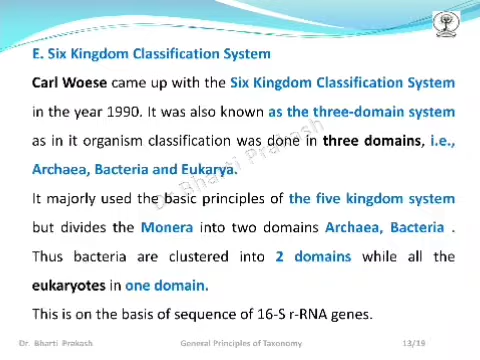 E. Six Kingdom Classification System
Carl Woese came up with the Six Kingdom Classification System
in the year 1990. It was also known as the three-domain system
as in it organism classification was done in three domains, i.e.,
Archaea, Bacteria and Eukarya.
It majorly used the basic principles of the five kingdom system
but divides the Monera into two domains Archaea, Bacteria .
Thus bacteria are clustered into 2 domains while all the
eukaryotes in one domain.
This is on the basis of sequence of 16-S r-RNA genes.
Dr Bharti Prakash
Dr. Bharti Prakash General Principles of Taxonomy 13/19